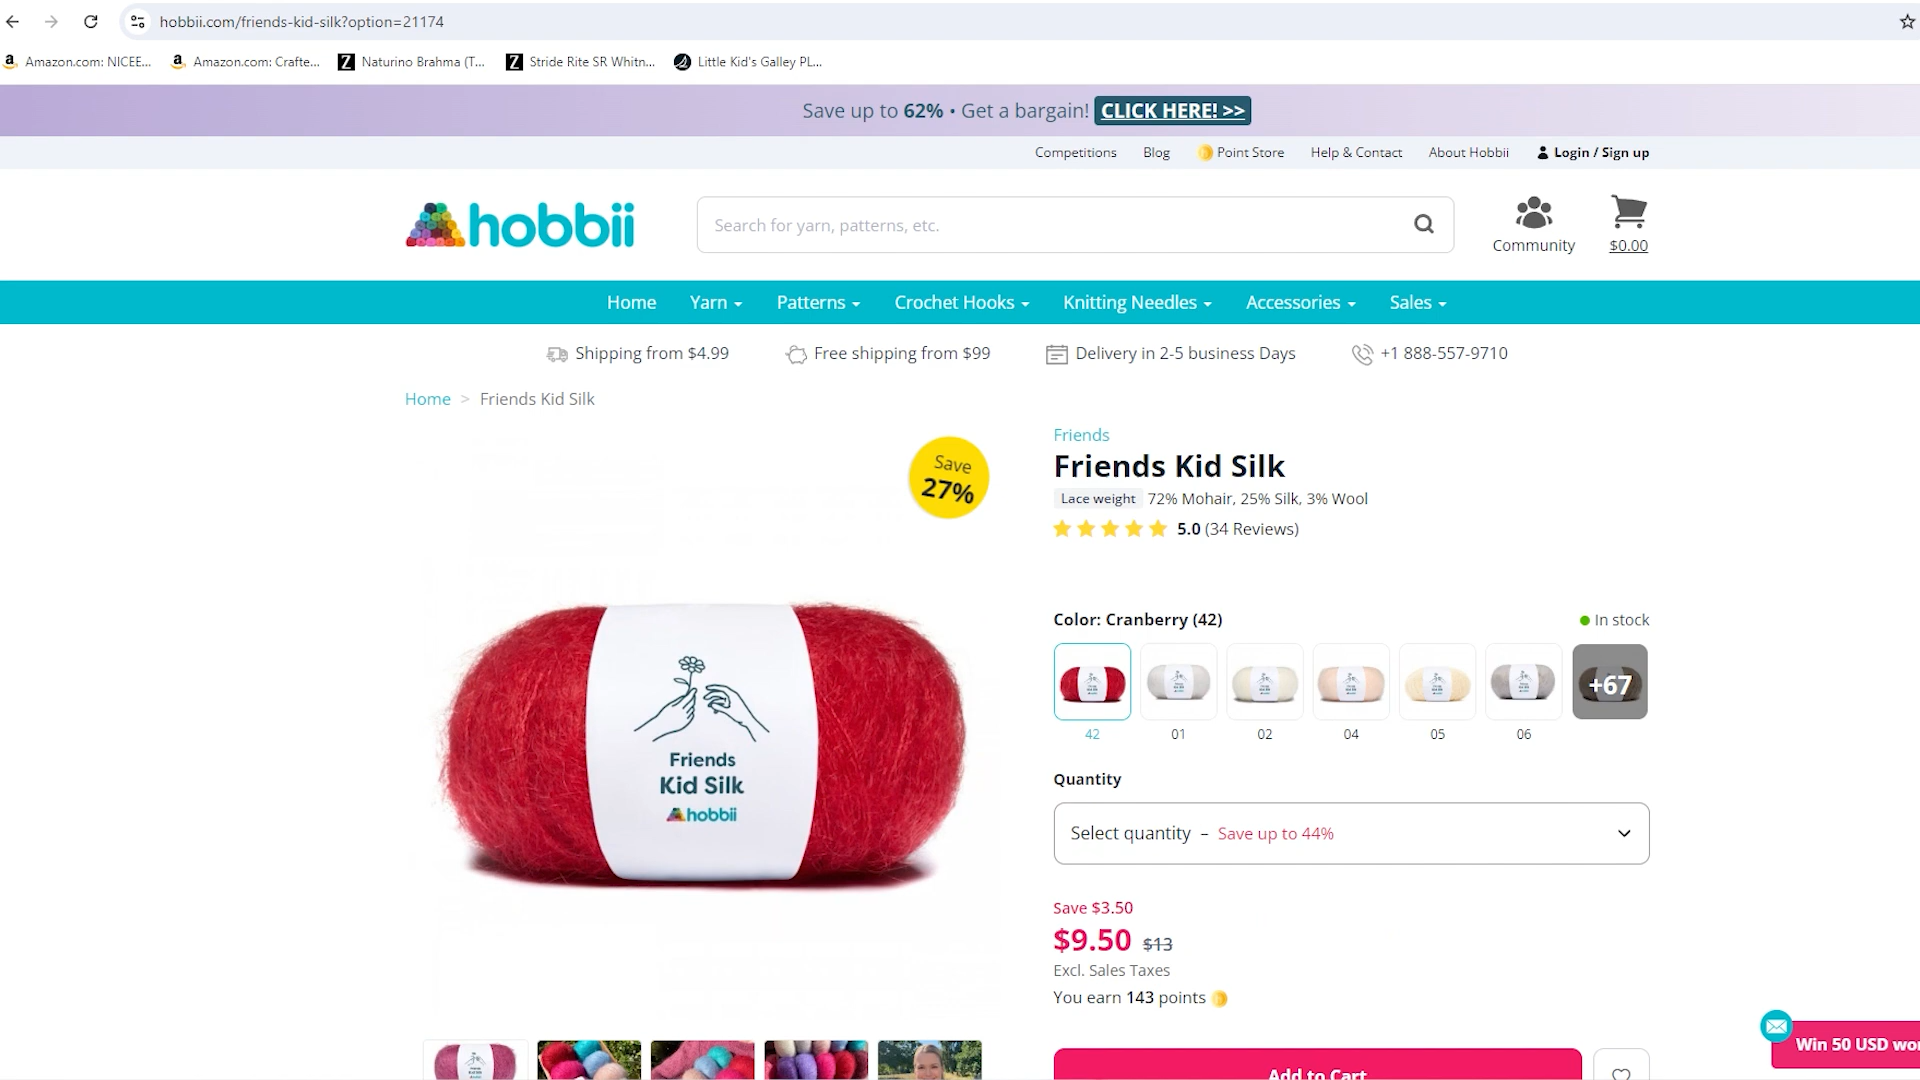 hobbii.com/friends-kid-silk?option=21174
Amazon.com: NICEE...
Amazon.com: Crafte...
Naturino Brahma (T...
Stride Rite SR Whitn...
Little Kid's Galley PL...
Save up to 62% • Get a bargain! CLICK HERE! >>
Competitions
Blog
Point Store
Help & Contact
About Hobbii
Login / Sign up
hobbii
Search for yarn, patterns, etc.
Community
$0.00
Home
Yarn
Patterns
Crochet Hooks
Knitting Needles
Accessories
Sales
Shipping from $4.99
Free shipping from $99
Delivery in 2-5 business Days
+1 888-557-9710
Home > Friends Kid Silk
Save
27%
Friends
Kid Silk
hobbii
Friends
Friends Kid Silk
Lace weight 72% Mohair, 25% Silk, 3% Wool
5.0 (34 Reviews)
Color: Cranberry (42)
In stock
+67
42
01
02
04
05
06
Quantity
Select quantity – Save up to 44%
Save $3.50
$9.50 $13
Excl. Sales Taxes
You earn 143 points
Add to Cart
Win 50 USD wor